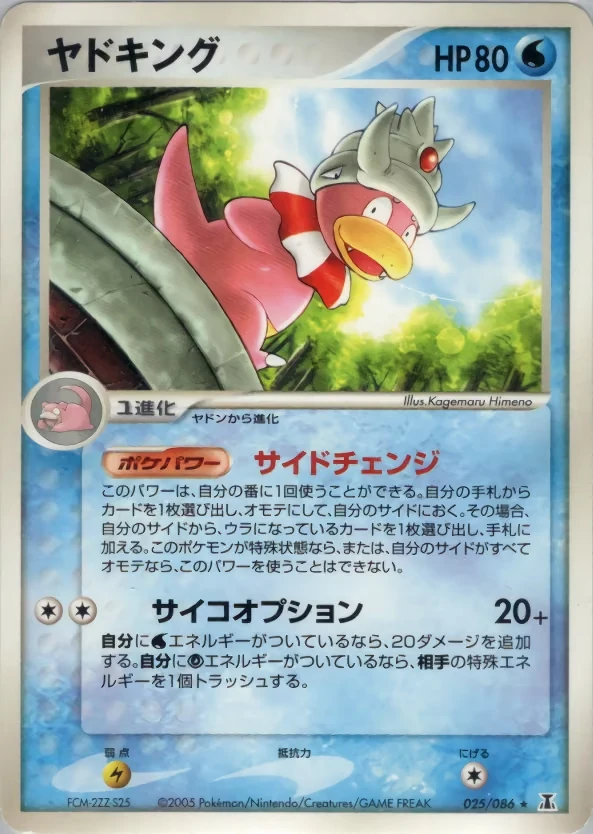 ヤドキング HP80
Illus.Kagemaru Himeno
1進化
ヤドンから進化
ポケパワー サイドチェンジ
このパワーは、自分の番に1回使うことができる。自分の手札から
カードを1枚選び出し、オモテにして、自分のサイドにおく。その場合、
自分のサイドから、ウラになっているカードを1枚選び出し、手札に
加える。このポケモンが特殊状態なら、または、自分のサイドがすべて
オモテなら、このパワーを使うことはできない。
サイコオプション 20+
自分にエネルギーがついているなら、20ダメージを追加
する。自分にエネルギーがついているなら、相手の特殊エネ
ルギーを1個トラッシュする。
弱点 抵抗力 にげる
FCM-2ZZ-S25 ©2005 Pokémon/Nintendo/Creatures/GAME FREAK 025/086 ★